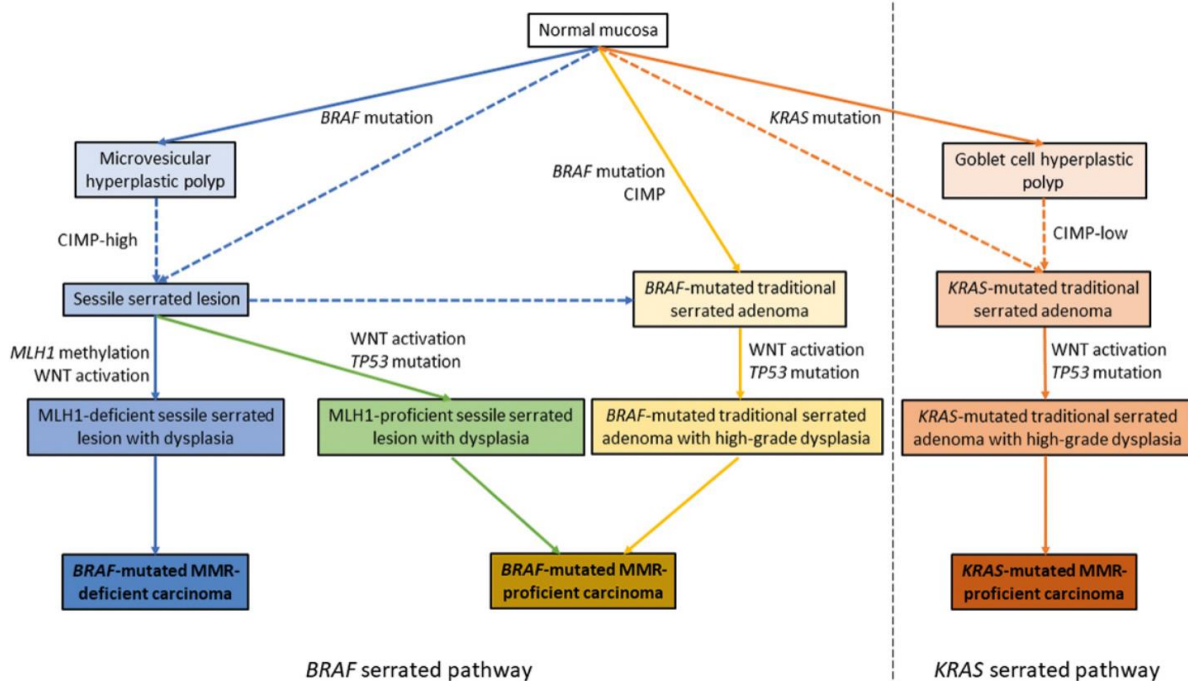 Normal mucosa
BRAF mutation
KRAS mutation
Microvesicular
hyperplastic polyp
BRAF mutation
CIMP
Goblet cell hyperplastic
polyp
CIMP-high
CIMP-low
Sessile serrated lesion
BRAF-mutated traditional
serrated adenoma
KRAS-mutated traditional
serrated adenoma
MLH1 methylation
WNT activation
WNT activation
TP53 mutation
WNT activation
TP53 mutation
WNT activation
TP53 mutation
MLH1-deficient sessile serrated
lesion with dysplasia
MLH1-proficient sessile serrated
lesion with dysplasia
BRAF-mutated traditional serrated
adenoma with high-grade dysplasia
KRAS-mutated traditional serrated
adenoma with high-grade dysplasia
BRAF-mutated MMR-
deficient carcinoma
BRAF-mutated MMR-
proficient carcinoma
KRAS-mutated MMR-
proficient carcinoma
BRAF serrated pathway
KRAS serrated pathway